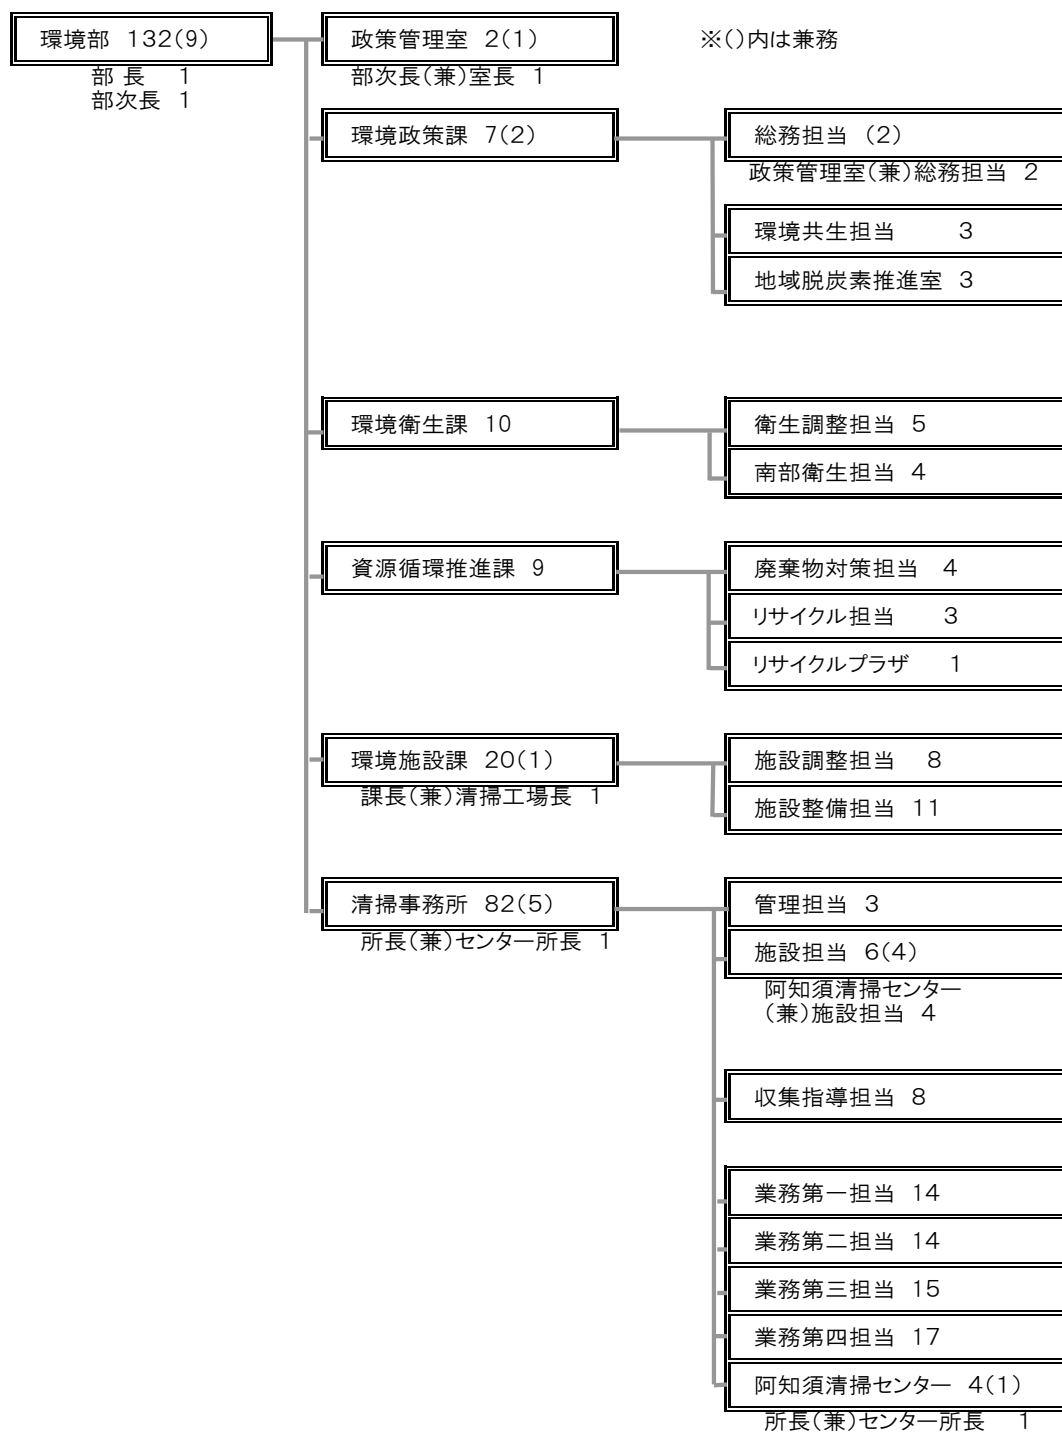 環境部 132(9)
部 長 1
部次長 1
政策管理室 2(1)
部次長(兼)室長 1
※()内は兼務
環境政策課 7(2)
総務担当 (2)
政策管理室(兼)総務担当 2
環境共生担当 3
地域脱炭素推進室 3
環境衛生課 10
衛生調整担当 5
南部衛生担当 4
資源循環推進課 9
廃棄物対策担当 4
リサイクル担当 3
リサイクルプラザ 1
環境施設課 20(1)
課長(兼)清掃工場長 1
施設調整担当 8
施設整備担当 11
清掃事務所 82(5)
所長(兼)センター所長 1
管理担当 3
施設担当 6(4)
阿知須清掃センター
(兼)施設担当 4
収集指導担当 8
業務第一担当 14
業務第二担当 14
業務第三担当 15
業務第四担当 17
阿知須清掃センター 4(1)
所長(兼)センター所長 1